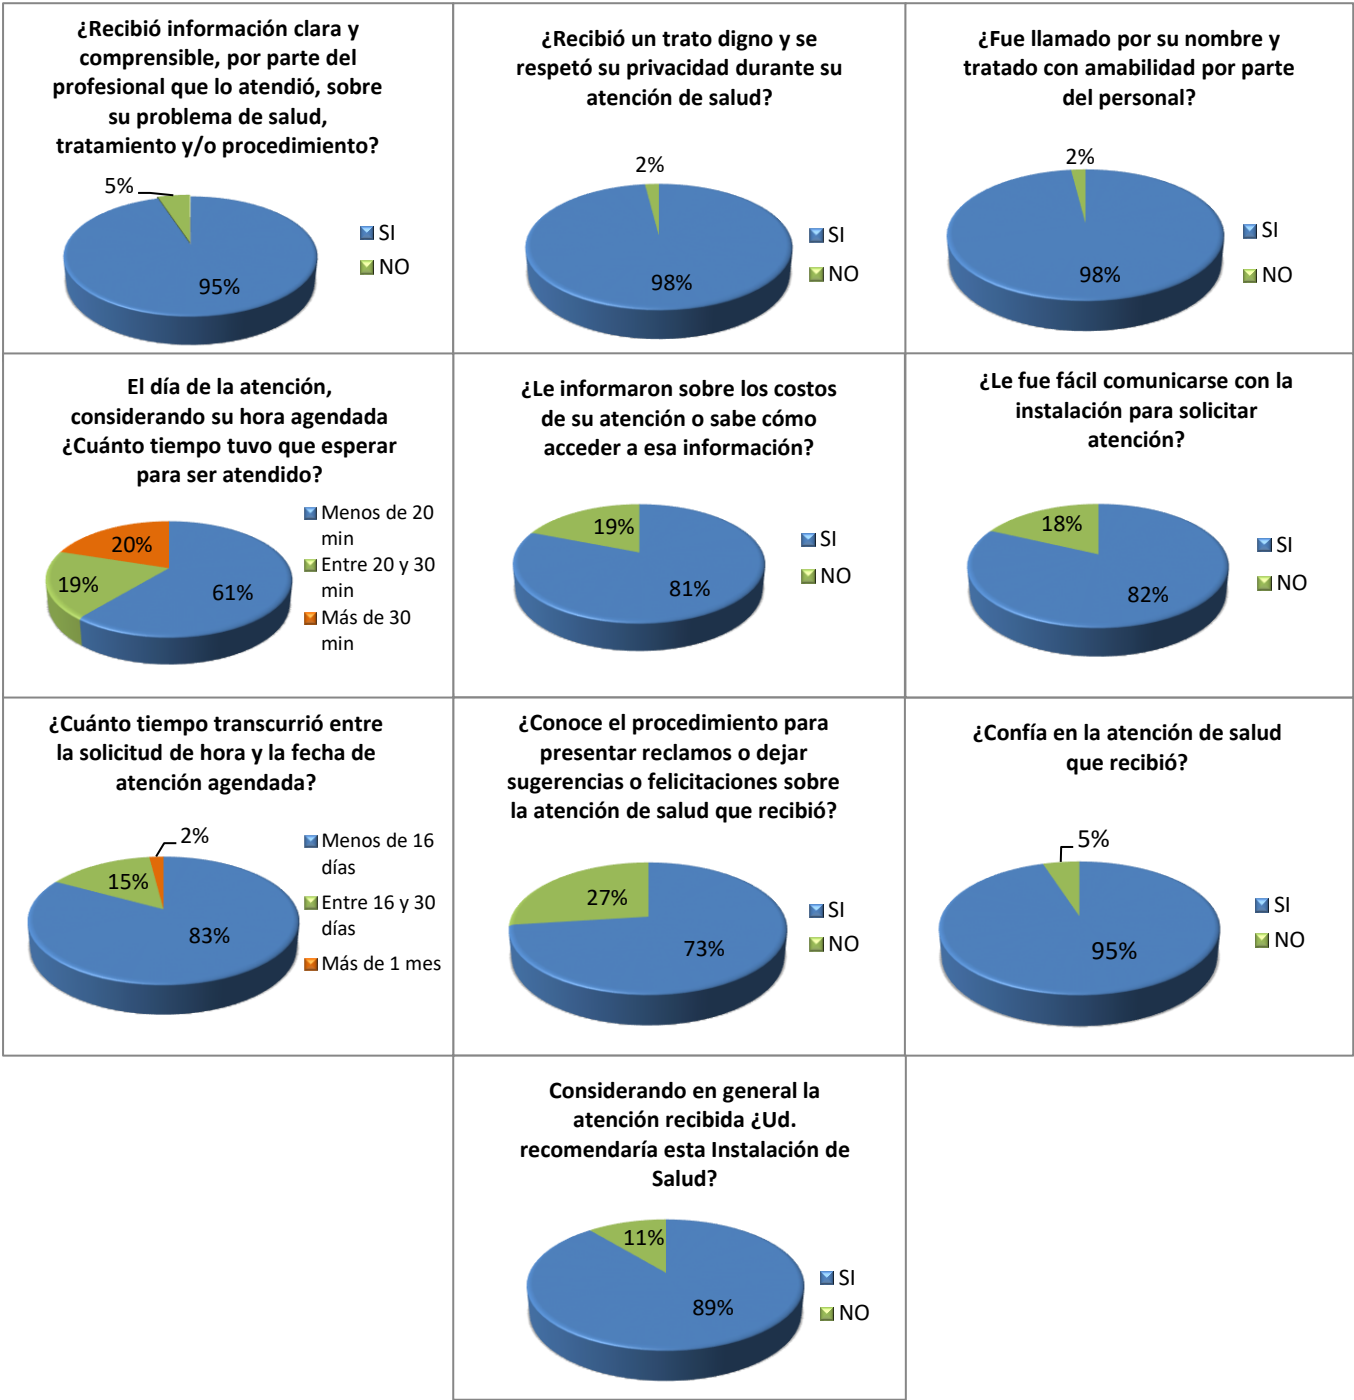 ¿Recibió información clara y
comprensible, por parte del
profesional que lo atendió, sobre
su problema de salud,
tratamiento y/o procedimiento?
5%
95%
SI
NO
¿Recibió un trato digno y se
respetó su privacidad durante su
atención de salud?
2%
98%
SI
NO
¿Fue llamado por su nombre y
tratado con amabilidad por parte
del personal?
2%
98%
SI
NO
El día de la atención,
considerando su hora agendada
¿Cuánto tiempo tuvo que esperar
para ser atendido?
20%
19%
61%
Menos de 20
min
Entre 20 y 30
min
Más de 30
min
¿Le informaron sobre los costos
de su atención o sabe cómo
acceder a esa información?
19%
81%
SI
NO
¿Le fue fácil comunicarse con la
instalación para solicitar
atención?
18%
82%
SI
NO
¿Cuánto tiempo transcurrió entre
la solicitud de hora y la fecha de
atención agendada?
2%
15%
83%
Menos de 16
días
Entre 16 y 30
días
Más de 1 mes
¿Conoce el procedimiento para
presentar reclamos o dejar
sugerencias o felicitaciones sobre
la atención de salud que recibió?
27%
73%
SI
NO
¿Confía en la atención de salud
que recibió?
5%
95%
SI
NO
Considerando en general la
atención recibida ¿Ud.
recomendaría esta Instalación de
Salud?
11%
89%
SI
NO